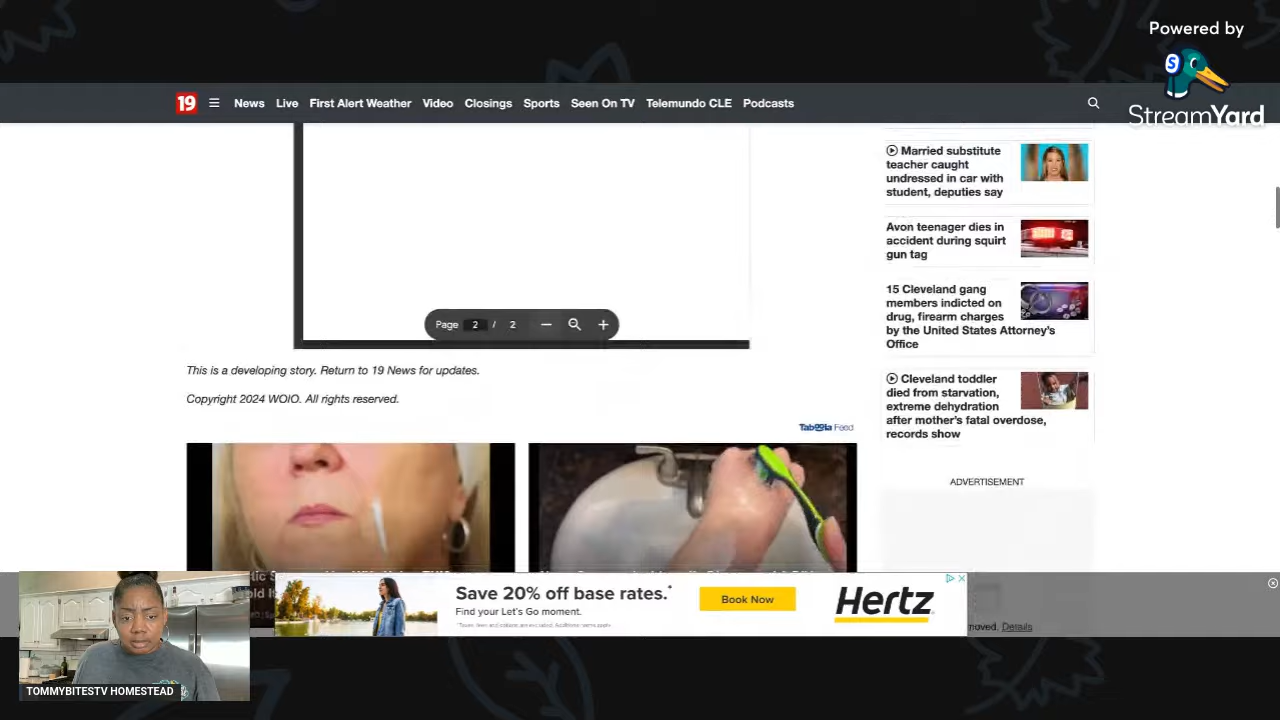 Powered by
StreamYard
19
News Live First Alert Weather Video Closings Sports Seen On TV Telemundo CLE Podcasts
Married substitute
teacher caught
undressed in car with
student, deputies say
Avon teenager dies in
accident during squirt
gun tag
15 Cleveland gang
members indicted on
drug, firearm charges
by the United States Attorney's
Office
Page 2 / 2
This is a developing story. Return to 19 News for updates.
Cleveland toddler
died from starvation,
extreme dehydration
after mother's fatal overdose,
records show
Copyright 2024 WOIO. All rights reserved.
Taboola Feed
ADVERTISEMENT
Save 20% off base rates.*
Find your Let's Go moment.
Book Now
Hertz
moved. Details
TOMMYBITESTV HOMESTEAD